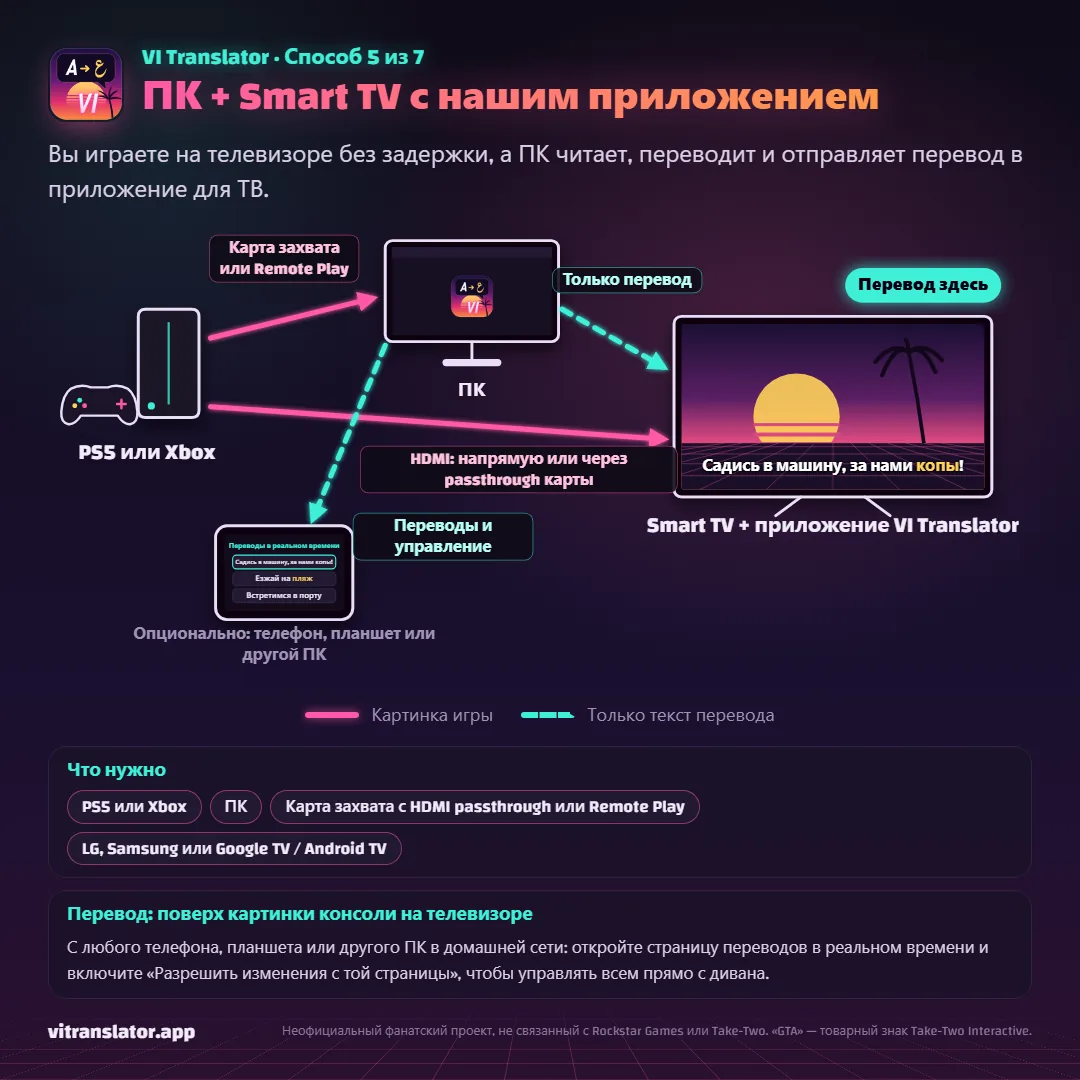 A→ع
VI
VI Translator · Способ 5 из 7
ПК + Smart TV с нашим приложением
Вы играете на телевизоре без задержки, а ПК читает, переводит и отправляет перевод в
приложение для ТВ.
Карта захвата
или Remote Play
A→ع
VI
Только перевод
Перевод здесь
ПК
PS5 или Xbox
HDMI: напрямую или через
passthrough карты
Садись в машину, за нами копы!
Smart TV + приложение VI Translator
Переводы и
управление
Переводы в реальном времени
Садись в машину, за нами копы!
Езжай на пляж
Встретимся в порту
Опционально: телефон, планшет или
другой ПК
Картинка игры
Только текст перевода
Что нужно
PS5 или Xbox
ПК
Карта захвата с HDMI passthrough или Remote Play
LG, Samsung или Google TV / Android TV
Перевод: поверх картинки консоли на телевизоре
С любого телефона, планшета или другого ПК в домашней сети: откройте страницу переводов в реальном времени и
включите «Разрешить изменения с той страницы», чтобы управлять всем прямо с дивана.
vitranslator.app
Неофициальный фанатский проект, не связанный с Rockstar Games или Take-Two. «GTA» — товарный знак Take-Two Interactive.